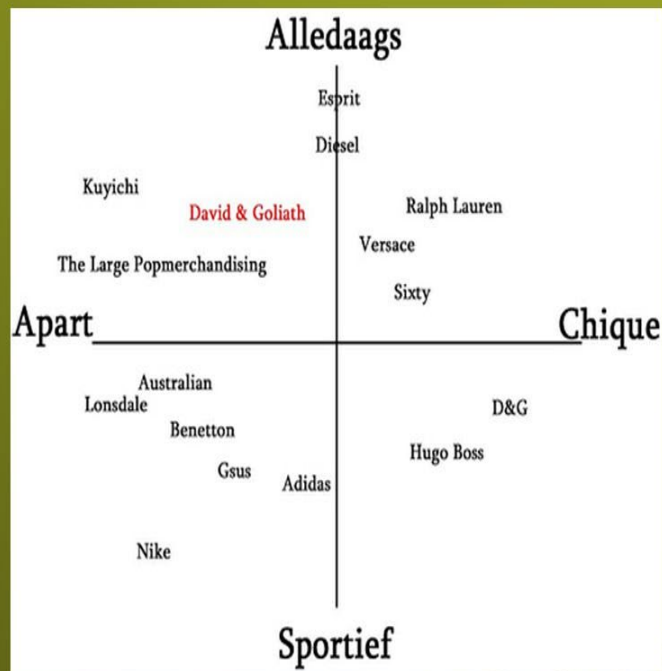 Alledaags
Esprit
Diesel
Kuyichi
Ralph Lauren
David & Goliath
Versace
The Large Popmerchandising
Sixty
Apart
Chique
Australian
Lonsdale
D&G
Benetton
Hugo Boss
Gsus
Adidas
Nike
Sportief